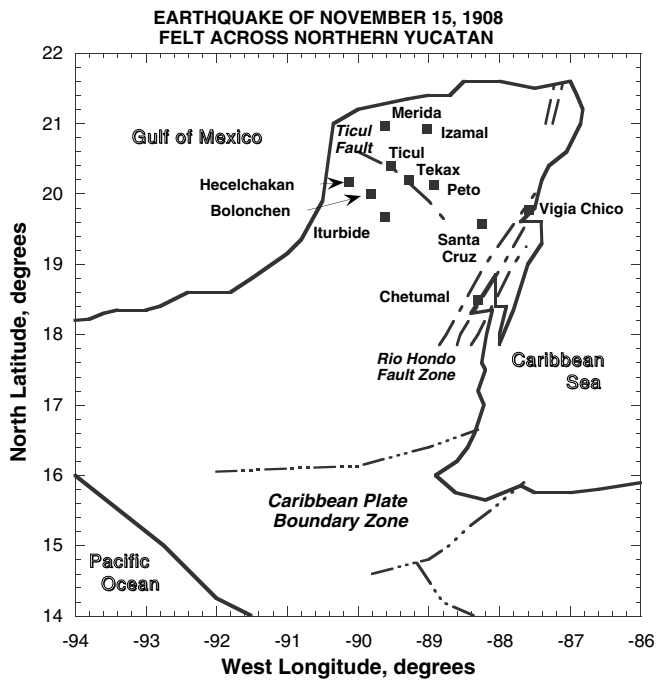 EARTHQUAKE OF NOVEMBER 15, 1908
FELT ACROSS NORTHERN YUCATAN
22
21
20
19
18
17
16
15
14
North Latitude, degrees
Gulf of Mexico
Merida
Izamal
Ticul
Fault
Ticul
Tekax
Peto
Hecelchakan
Bolonchen
Iturbide
Vigia Chico
Santa
Cruz
Chetumal
Rio Hondo
Fault Zone
Caribbean
Sea
Caribbean Plate
Boundary Zone
Pacific
Ocean
-94 -93 -92 -91 -90 -89 -88 -87 -86
West Longitude, degrees